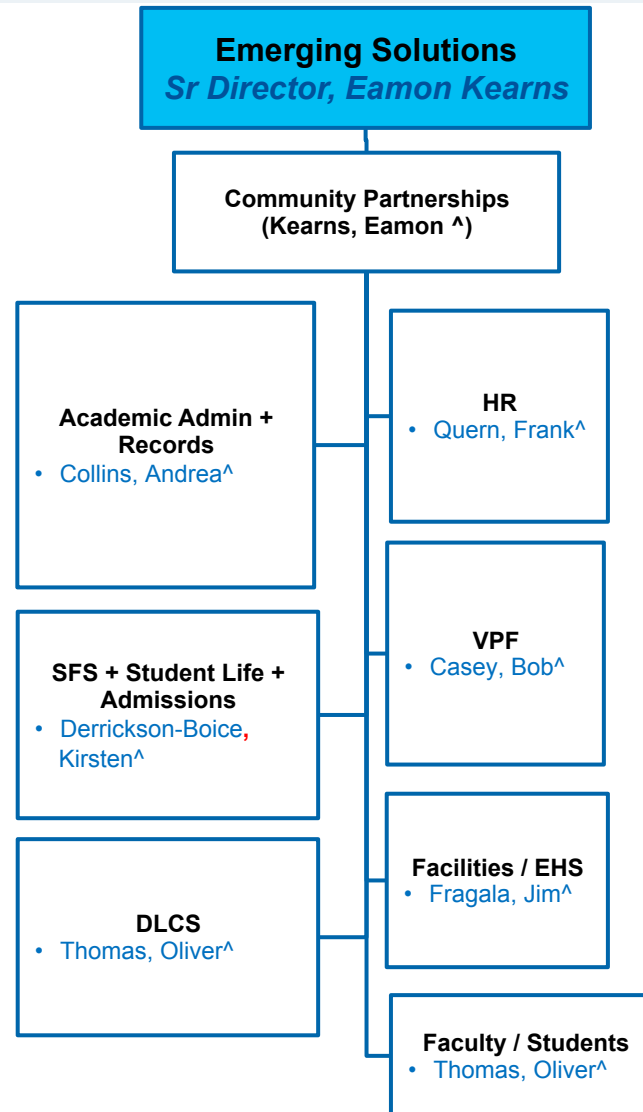 Emerging Solutions
Sr Director, Eamon Kearns
Community Partnerships
(Kearns, Eamon ^)
Academic Admin +
Records
• Collins, Andrea^
HR
• Quern, Frank^
SFS + Student Life +
Admissions
• Derrickson-Boice,
Kirsten^
VPF
• Casey, Bob^
DLCS
• Thomas, Oliver^
Facilities / EHS
• Fragala, Jim^
Faculty / Students
• Thomas, Oliver^